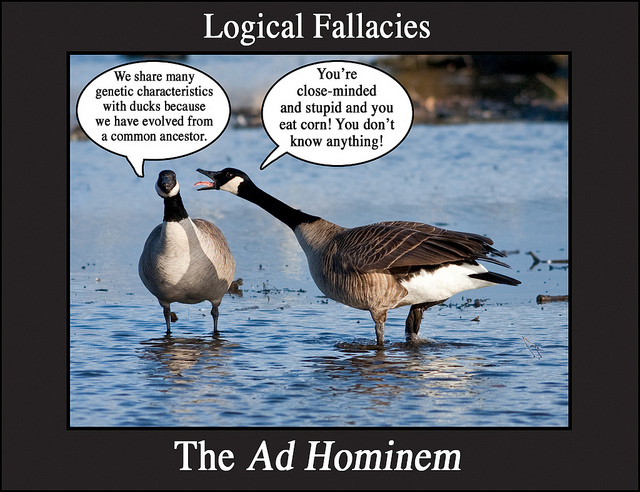 Logical Fallacies
We share many
genetic characteristics
with ducks because
we have evolved from
a common ancestor.
You're
close-minded
and stupid and you
eat corn! You don't
know anything!
The Ad Hominem